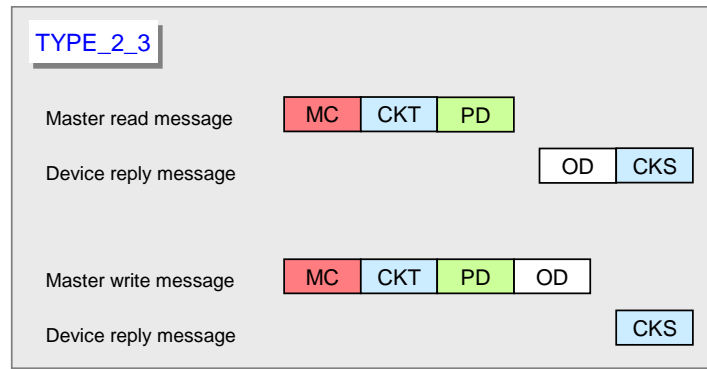 TYPE_2_3
Master read message MC CKT PD
Device reply message OD CKS
Master write message MC CKT PD OD
Device reply message CKS